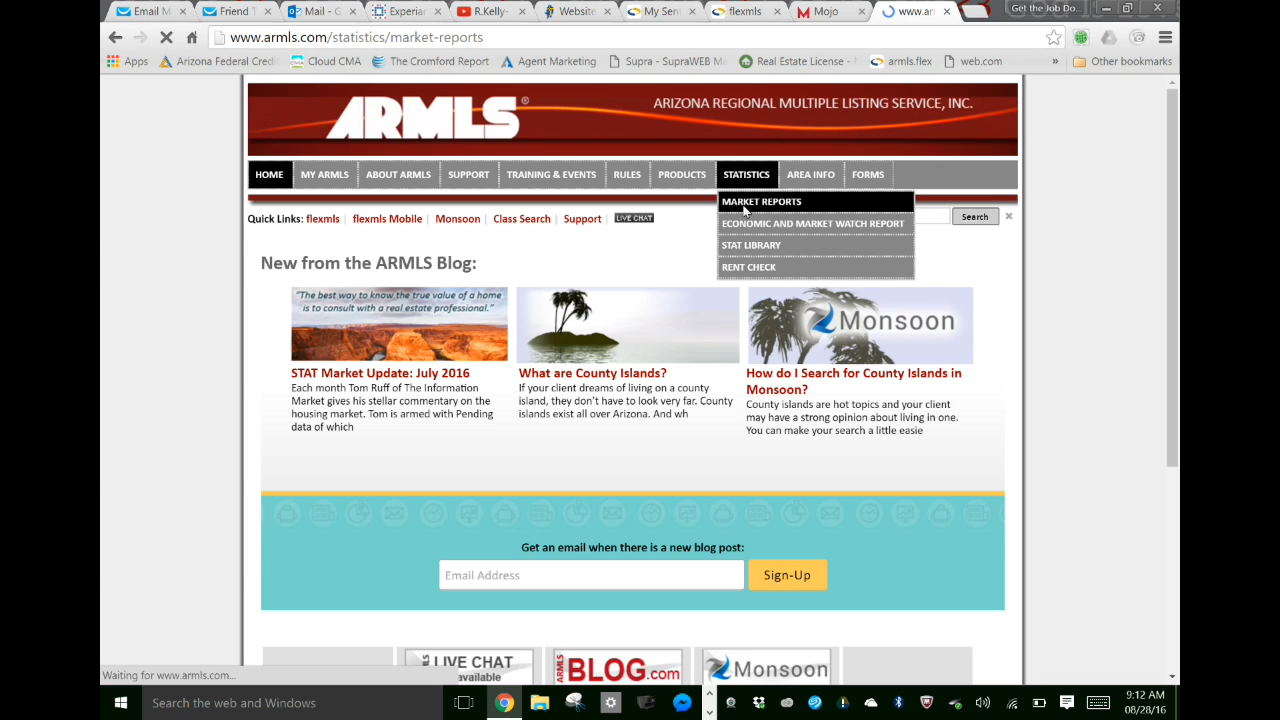 Email M
Friend T
Mail - G
Experian
R.Kelly-
Website
My Sen
flexmls
Mojo
www.arm
Get the Job Do..
www.armls.com/statistics/market-reports
Apps
Arizona Federal Credi
Cloud CMA
The Cromford Report
Agent Marketing
Supra - SupraWEB M
Real Estate License -
armls.flex
web.com
»
Other bookmarks
ARMLS®
ARIZONA REGIONAL MULTIPLE LISTING SERVICE, INC.
HOME MY ARMLS ABOUT ARMLS SUPPORT TRAINING & EVENTS RULES PRODUCTS STATISTICS AREA INFO FORMS
MARKET REPORTS
ECONOMIC AND MARKET WATCH REPORT
STAT LIBRARY
RENT CHECK
Quick Links: flexmls | flexmls Mobile | Monsoon | Class Search | Support | LIVE CHAT
Search
New from the ARMLS Blog:
"The best way to know the true value of a home
is to consult with a real estate professional."
STAT Market Update: July 2016
Each month Tom Ruff of The Information
Market gives his stellar commentary on the
housing market. Tom is armed with Pending
data of which
What are County Islands?
If your client dreams of living on a county
island, they don't have to look very far. County
islands exist all over Arizona. And wh
Monsoon
How do I Search for County Islands in
Monsoon?
County islands are hot topics and your client
may have a strong opinion about living in one.
You can make your search a little easie
Get an email when there is a new blog post:
Email Address
Sign-Up
ARMLS
LIVE CHAT
available
ARMLS
BLOG.com
Monsoon
Waiting for www.armls.com...
Search the web and Windows
9:12 AM
08/28/16